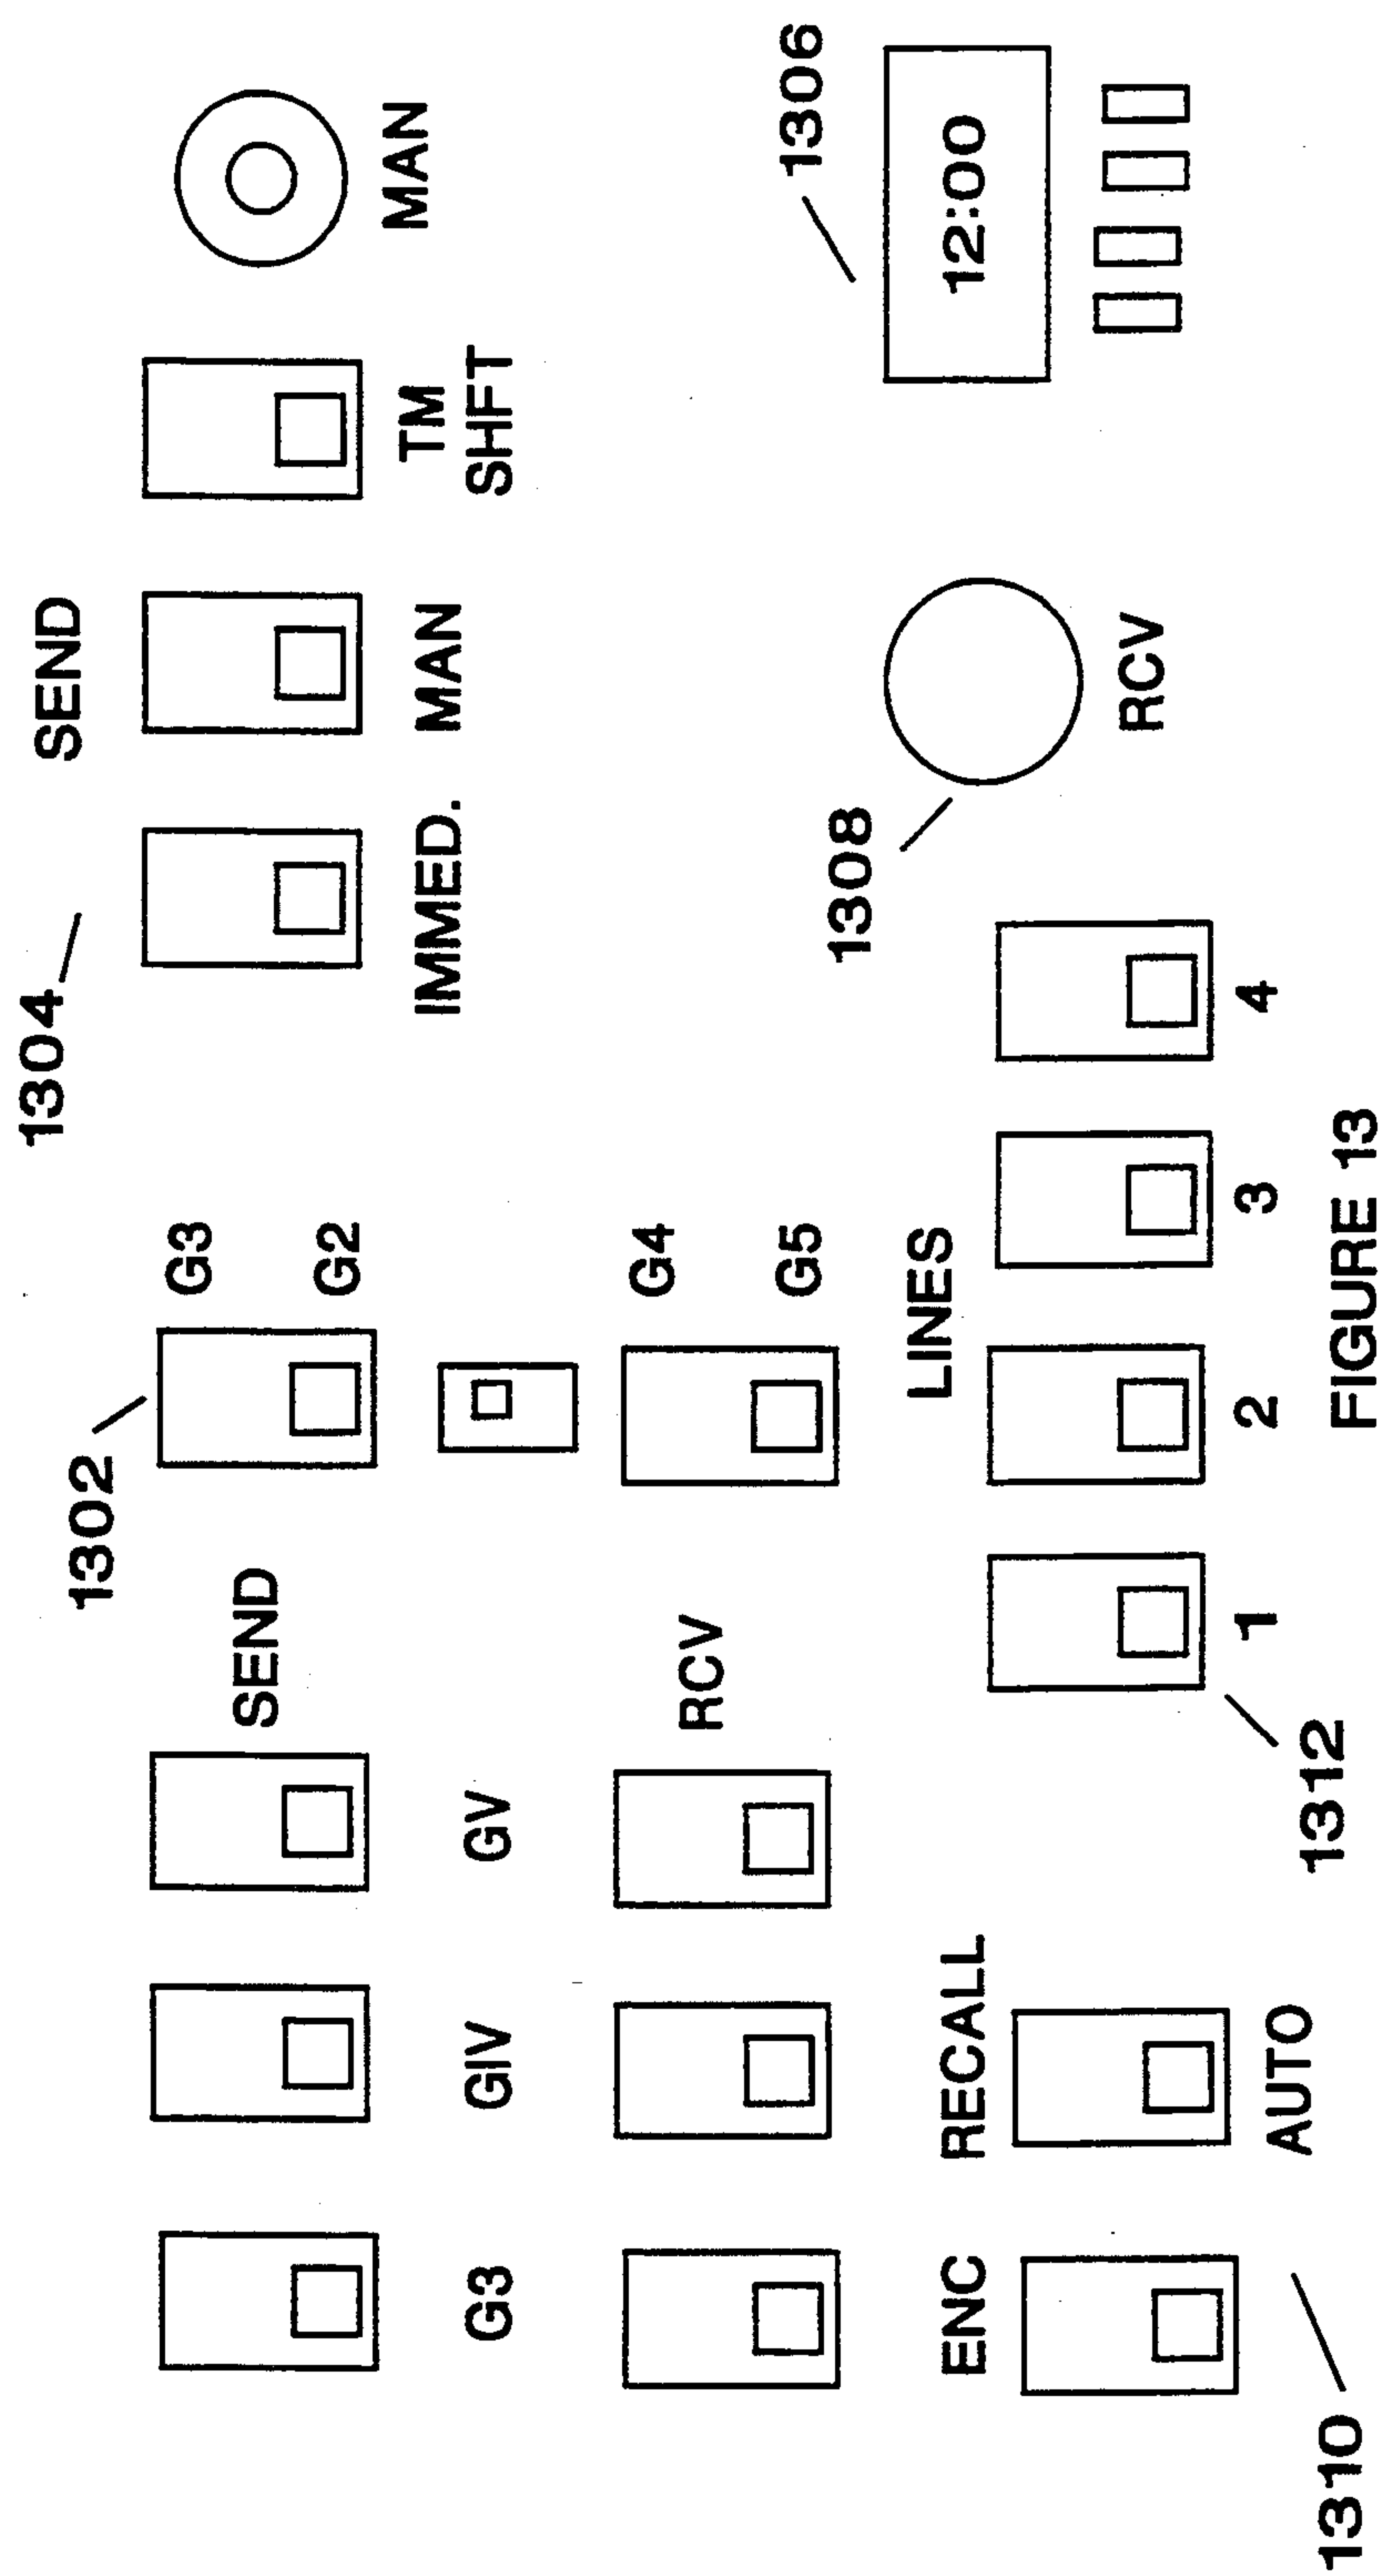 1304
SEND
1302
G3
SEND
G2
IMMED.
MAN
TM
SHFT
MAN
G3
GIV
GV
G4
RCV
G5
1306
1308
12:00
ENC
RECALL
LINES
RCV
1
2
3
4
AUTO
1310
1312
FIGURE 13